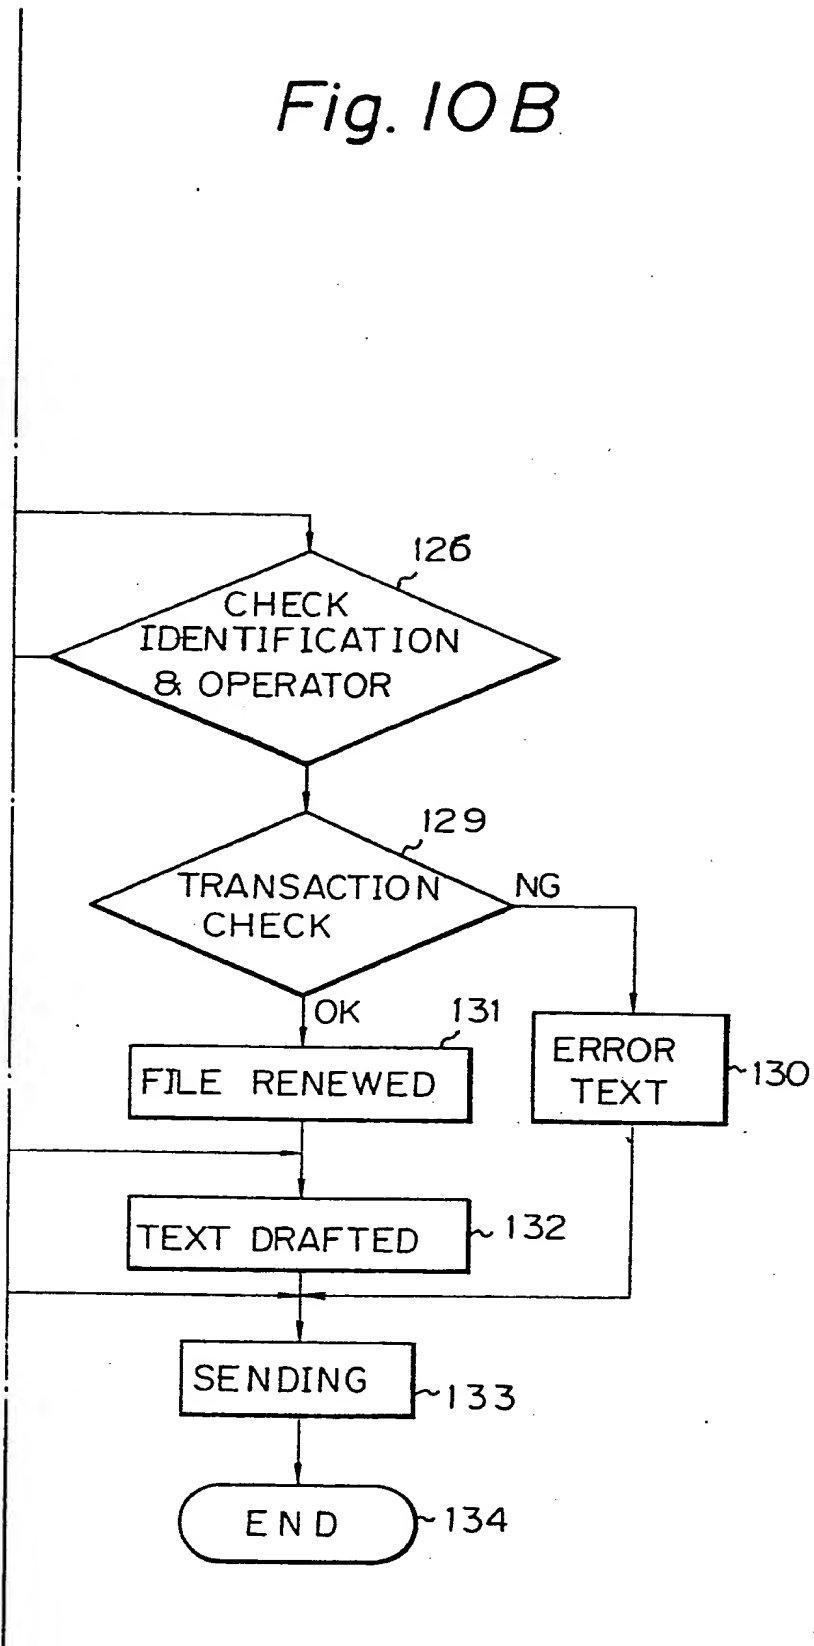 Fig. 10B
126
CHECK
IDENTIFICATION
& OPERATOR
129
TRANSACTION
CHECK
NG
OK
131
FILE RENEWED
ERROR
TEXT
130
TEXT DRAFTED
132
SENDING
133
END
134